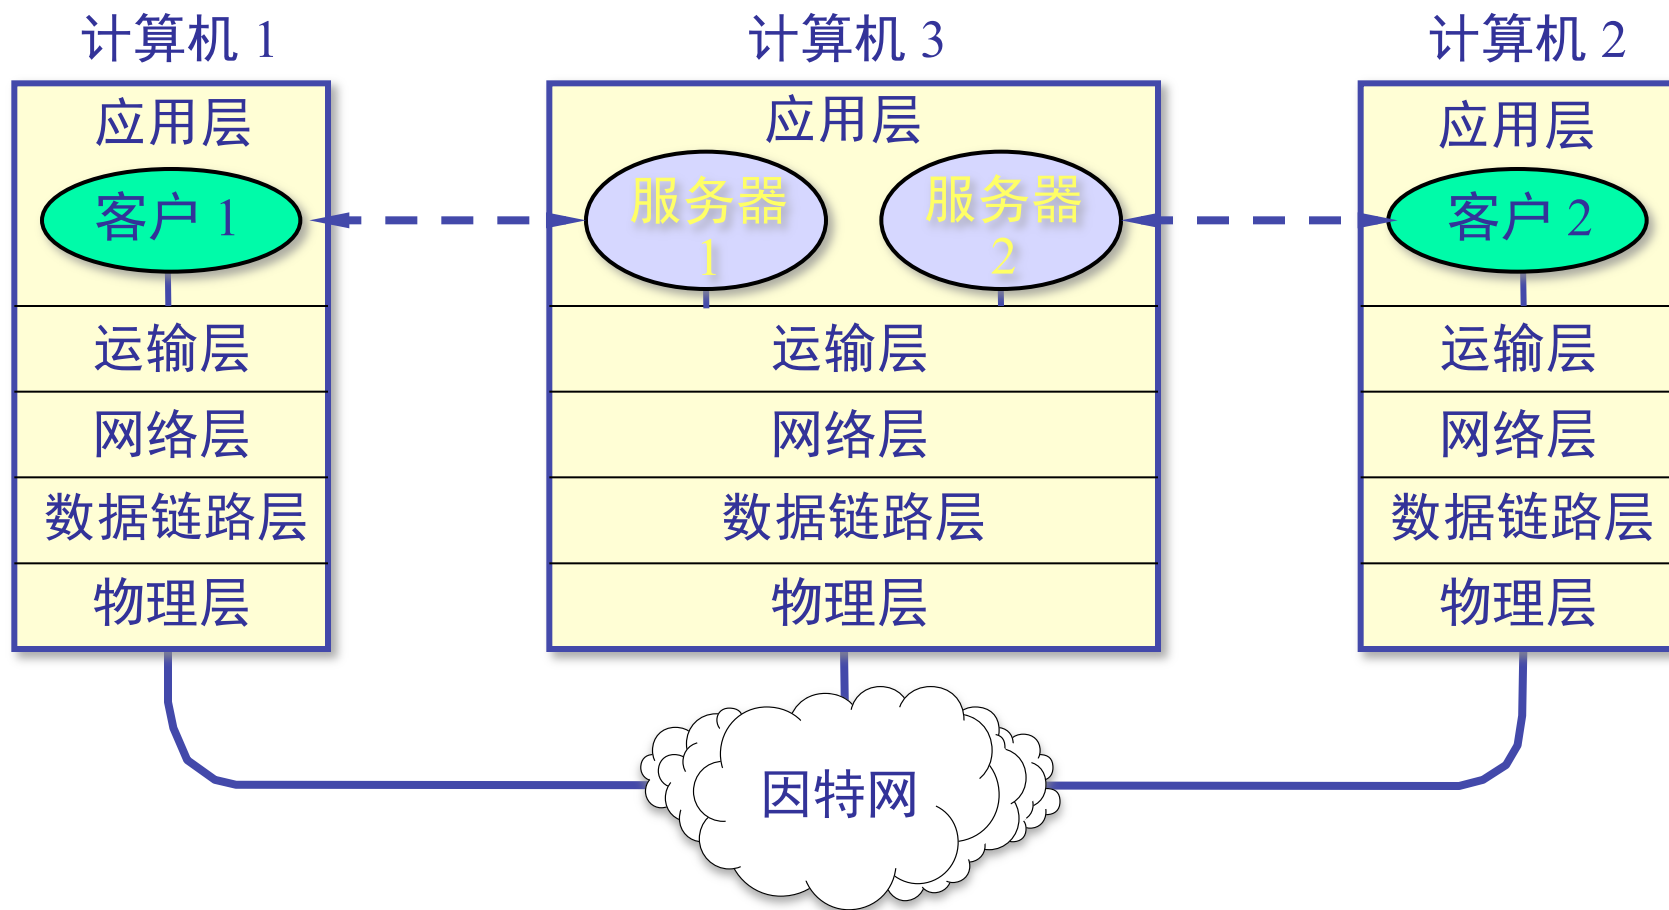 计算机 1
应用层
客户 1
运输层
网络层
数据链路层
物理层
计算机 3
应用层
服务器
1
服务器
2
运输层
网络层
数据链路层
物理层
计算机 2
应用层
客户 2
运输层
网络层
数据链路层
物理层
因特网